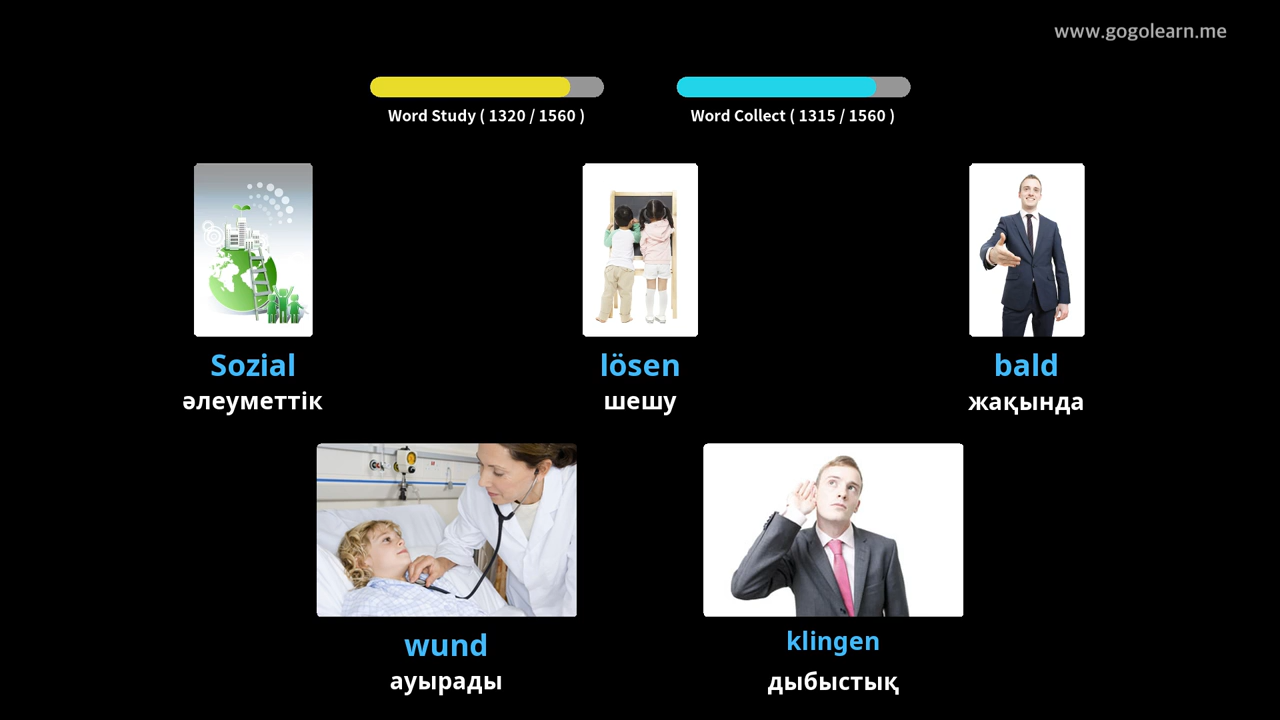 www.gogolearn.me
Word Study ( 1320 / 1560 )
Word Collect ( 1315 / 1560 )
Sozial
әлеуметтік
lösen
шешу
bald
жақында
wund
ауырады
klingen
дыбыстық